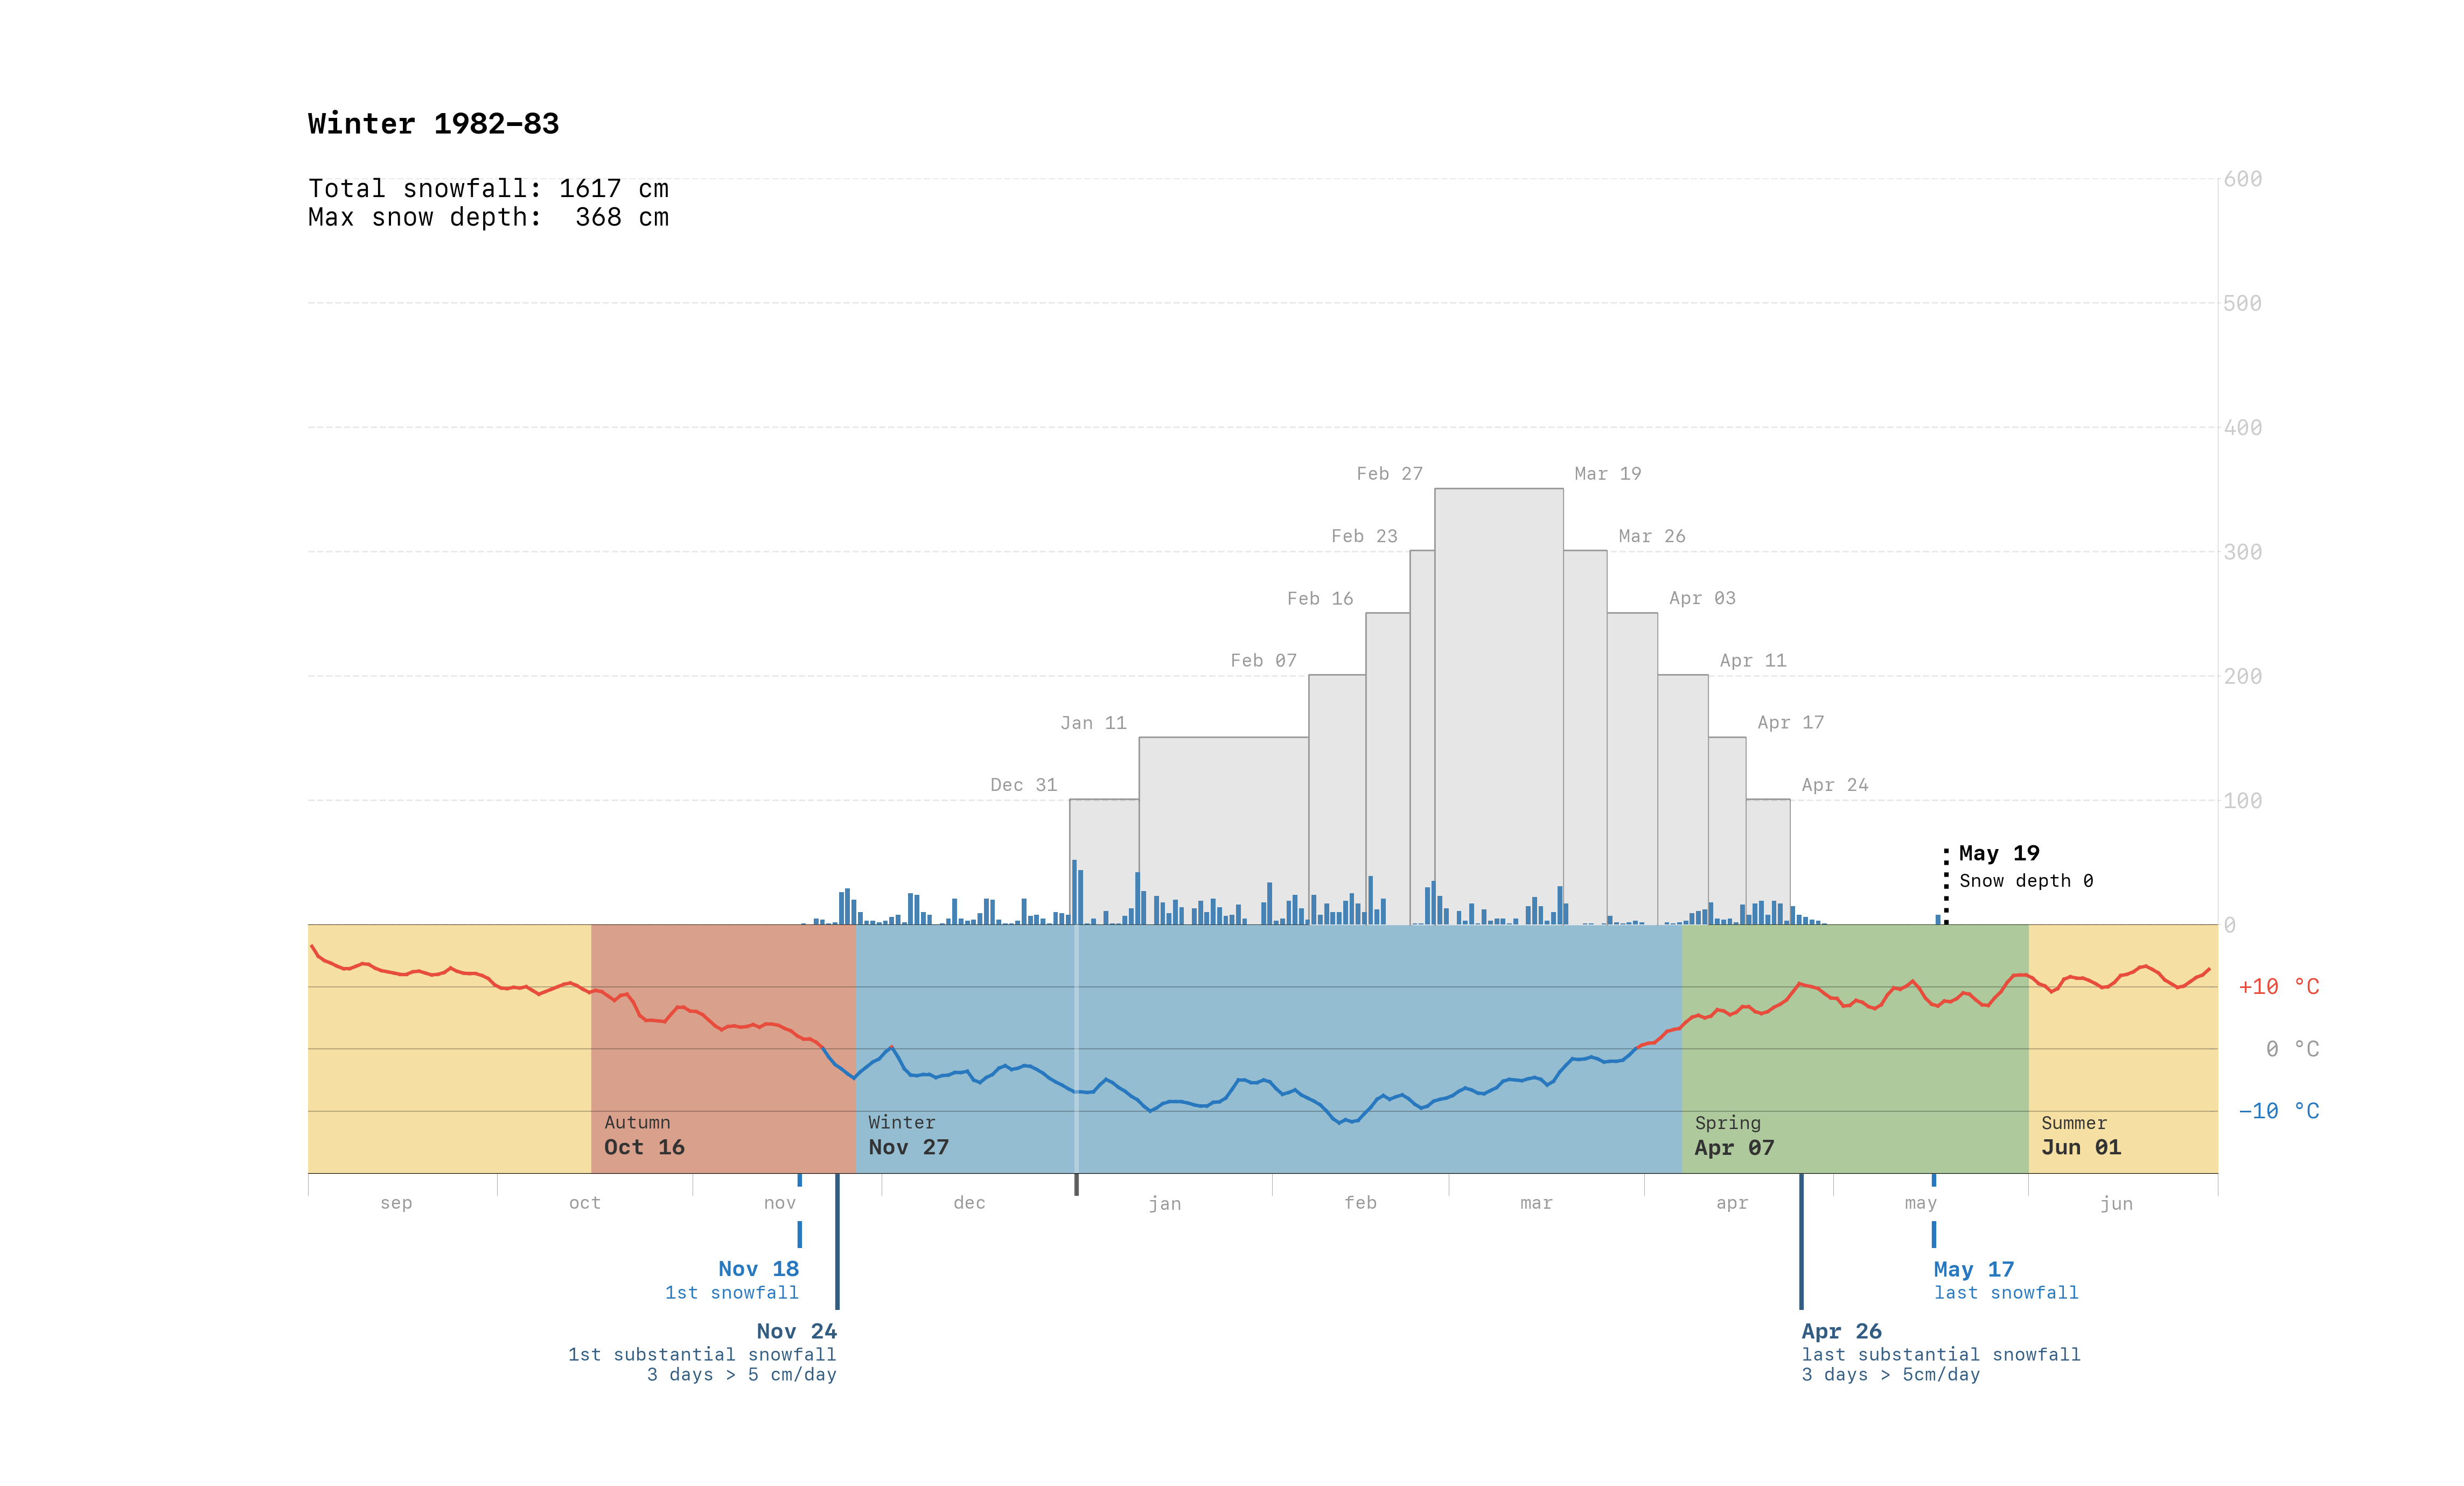 Winter 1982–83
Total snowfall: 1617 cm
Max snow depth: 368 cm
600
500
400
300
200
100
0
Feb 27
Mar 19
Feb 23
Mar 26
Feb 16
Apr 03
Feb 07
Apr 11
Jan 11
Apr 17
Dec 31
Apr 24
May 19
Snow depth 0
+10 °C
0 °C
−10 °C
Autumn
Oct 16
Winter
Nov 27
Spring
Apr 07
Summer
Jun 01
sep
oct
nov
dec
jan
feb
mar
apr
may
jun
Nov 18
1st snowfall
Nov 24
1st substantial snowfall
3 days > 5 cm/day
May 17
last snowfall
Apr 26
last substantial snowfall
3 days > 5cm/day